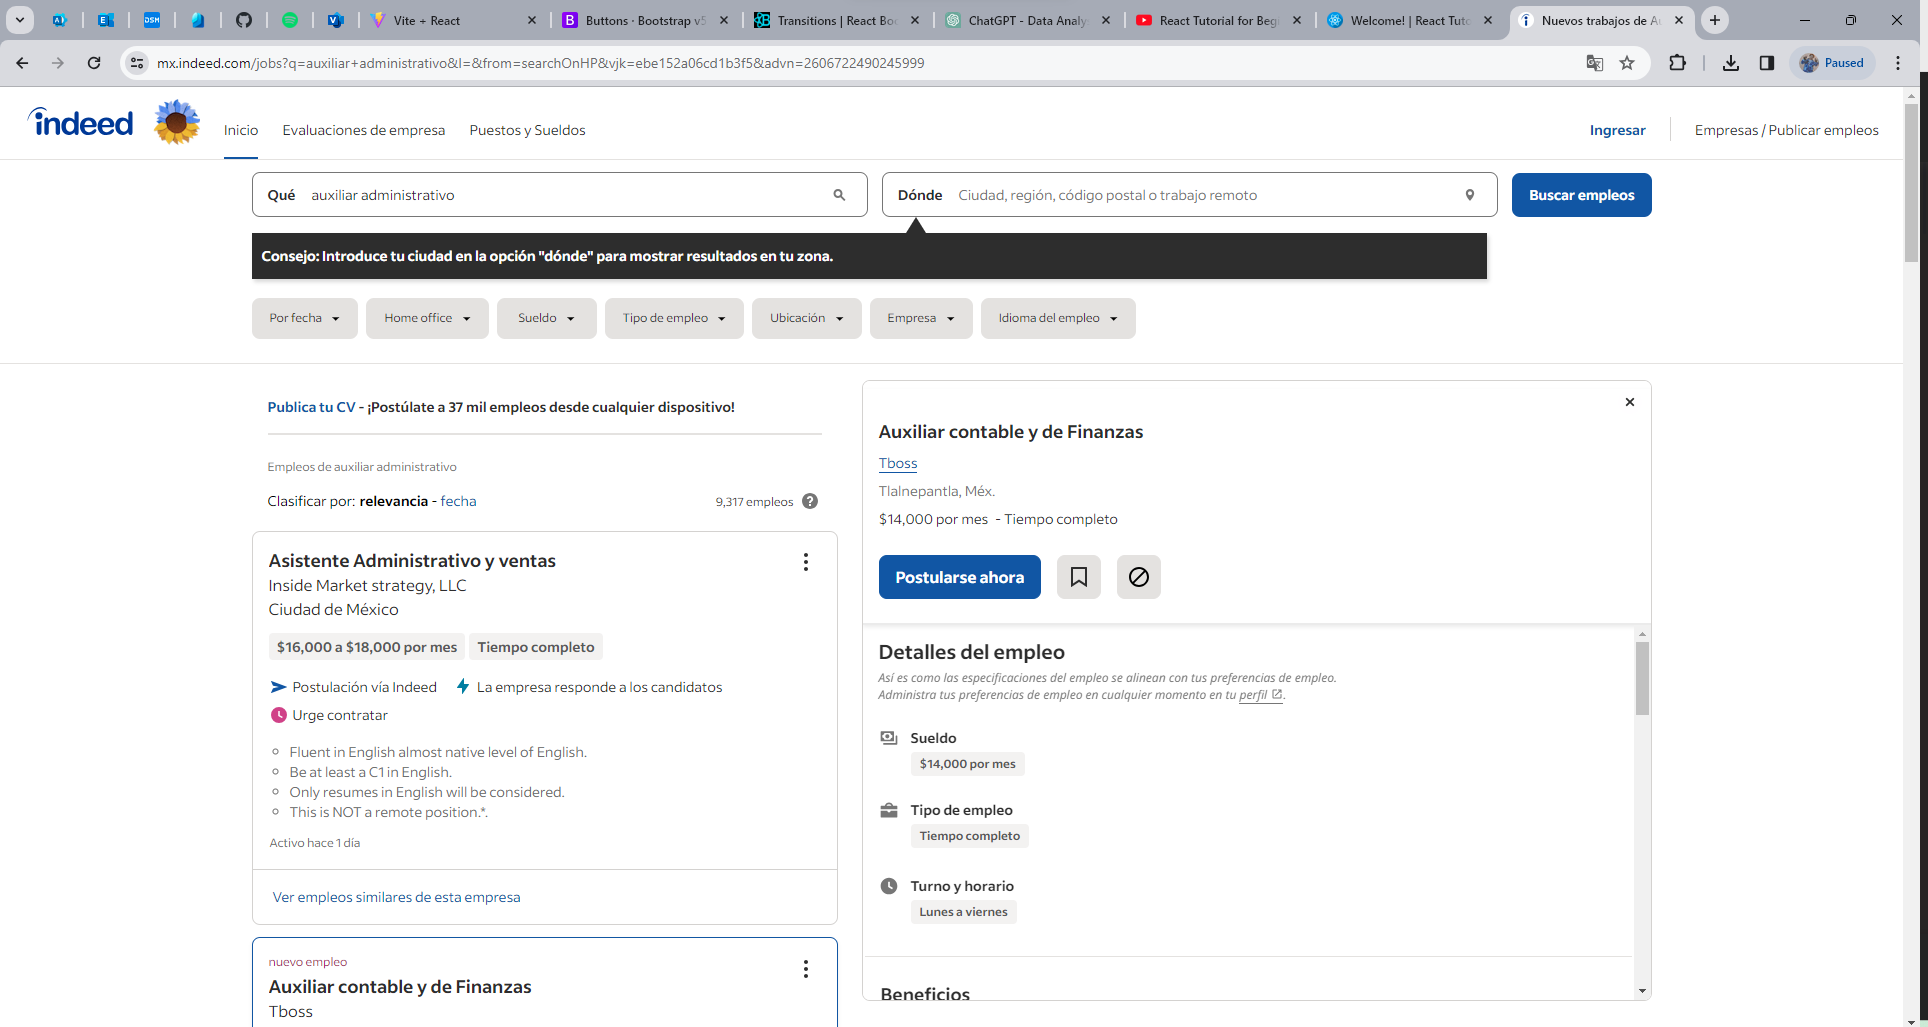 Vite + React
Buttons · Bootstrap v5
Transitions | React Boo
ChatGPT - Data Analy
React Tutorial for Begi
Welcome! | React Tuto
Nuevos trabajos de Au
mx.indeed.com/jobs?q=auxiliar+administrativo&l=&from=searchOnHP&vjk=ebe152a06cd1b3f5&advn=2606722490245999
Paused
indeed
Inicio
Evaluaciones de empresa
Puestos y Sueldos
Ingresar
Empresas / Publicar empleos
Qué auxiliar administrativo
Dónde Ciudad, región, código postal o trabajo remoto
Buscar empleos
Consejo: Introduce tu ciudad en la opción "dónde" para mostrar resultados en tu zona.
Por fecha
Home office
Sueldo
Tipo de empleo
Ubicación
Empresa
Idioma del empleo
Publica tu CV - ¡Postúlate a 37 mil empleos desde cualquier dispositivo!
Empleos de auxiliar administrativo
Clasificar por: relevancia - fecha
9,317 empleos
Asistente Administrativo y ventas
Inside Market strategy, LLC
Ciudad de México
$16,000 a $18,000 por mes
Tiempo completo
Postulación vía Indeed
La empresa responde a los candidatos
Urge contratar
Fluent in English almost native level of English.
Be at least a C1 in English.
Only resumes in English will be considered.
This is NOT a remote position.*.
Activo hace 1 día
Ver empleos similares de esta empresa
nuevo empleo
Auxiliar contable y de Finanzas
Tboss
Auxiliar contable y de Finanzas
Tboss
Tlalnepantla, Méx.
$14,000 por mes - Tiempo completo
Postularse ahora
Detalles del empleo
Así es como las especificaciones del empleo se alinean con tus preferencias de empleo.
Administra tus preferencias de empleo en cualquier momento en tu perfil.
Sueldo
$14,000 por mes
Tipo de empleo
Tiempo completo
Turno y horario
Lunes a viernes
Beneficios